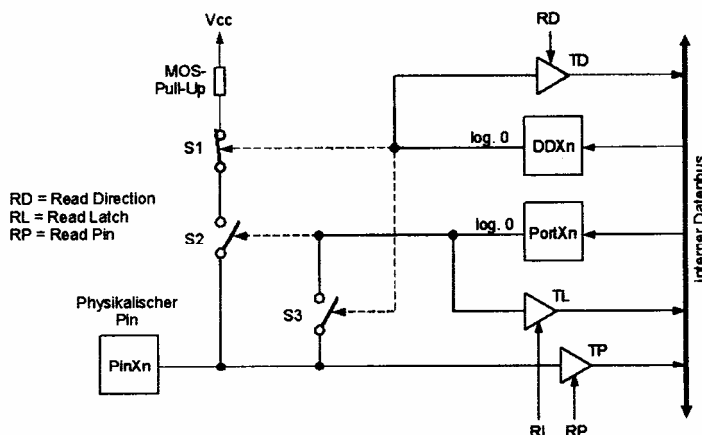 Vcc
RD
MOS-
Pull-Up
TD
S1
log. 0
DDXn
RD = Read Direction
RL = Read Latch
RP = Read Pin
S2
log. 0
PortXn
Interner Datenbus
Physikalischer
Pin
S3
TL
PinXn
TP
RL
RP